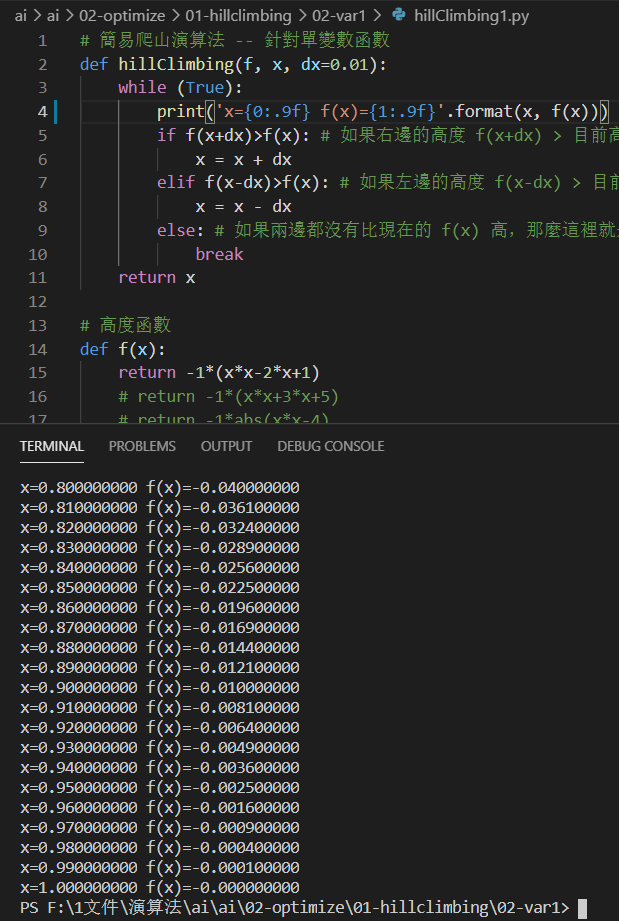 ai > ai > 02-optimize > 01-hillclimbing > 02-var1 > hillClimbing1.py
1 # 簡易爬山演算法 -- 針對單變數函數
2 def hillClimbing(f, x, dx=0.01):
3 while (True):
4 print('x={0:.9f} f(x)={1:.9f}'.format(x, f(x)))
5 if f(x+dx)>f(x): # 如果右邊的高度 f(x+dx) > 目前高
6 x = x + dx
7 elif f(x-dx)>f(x): # 如果左邊的高度 f(x-dx) > 目前
8 x = x - dx
9 else: # 如果兩邊都沒有比現在的 f(x) 高，那麼這裡就
10 break
11 return x
12
13 # 高度函數
14 def f(x):
15 return -1*(x*x-2*x+1)
16 # return -1*(x*x+3*x+5)
17 # return -1*abs(x*x-4)
TERMINAL PROBLEMS OUTPUT DEBUG CONSOLE
x=0.800000000 f(x)=-0.040000000
x=0.810000000 f(x)=-0.036100000
x=0.820000000 f(x)=-0.032400000
x=0.830000000 f(x)=-0.028900000
x=0.840000000 f(x)=-0.025600000
x=0.850000000 f(x)=-0.022500000
x=0.860000000 f(x)=-0.019600000
x=0.870000000 f(x)=-0.016900000
x=0.880000000 f(x)=-0.014400000
x=0.890000000 f(x)=-0.012100000
x=0.900000000 f(x)=-0.010000000
x=0.910000000 f(x)=-0.008100000
x=0.920000000 f(x)=-0.006400000
x=0.930000000 f(x)=-0.004900000
x=0.940000000 f(x)=-0.003600000
x=0.950000000 f(x)=-0.002500000
x=0.960000000 f(x)=-0.001600000
x=0.970000000 f(x)=-0.000900000
x=0.980000000 f(x)=-0.000400000
x=0.990000000 f(x)=-0.000100000
x=1.000000000 f(x)=-0.000000000
PS F:\1文件\演算法\ai\ai\02-optimize\01-hillclimbing\02-var1>